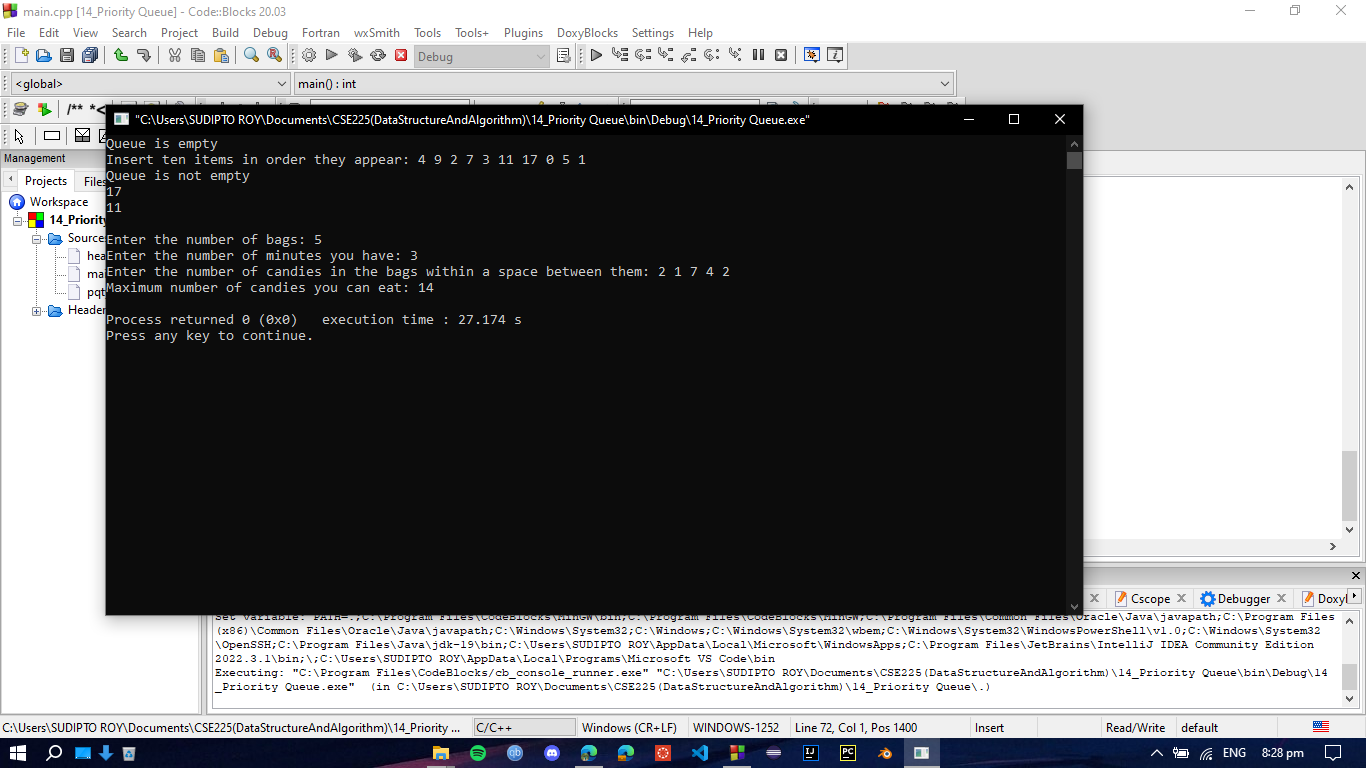 main.cpp [14_Priority Queue] - Code::Blocks 20.03
File Edit View Search Project Build Debug Fortran wxSmith Tools Tools+ Plugins DoxyBlocks Settings Help
Debug
<global> main() : int
/** *<
"C:\Users\SUDIPTO ROY\Documents\CSE225(DataStructureAndAlgorithm)\14_Priority Queue\bin\Debug\14_Priority Queue.exe"
Management
Projects Files
Workspace
14_Priority
Source
hea
ma
pqt
Header
Queue is empty
Insert ten items in order they appear: 4 9 2 7 3 11 17 0 5 1
Queue is not empty
17
11
Enter the number of bags: 5
Enter the number of minutes you have: 3
Enter the number of candies in the bags within a space between them: 2 1 7 4 2
Maximum number of candies you can eat: 14
Process returned 0 (0x0) execution time : 27.174 s
Press any key to continue.
Cscope Debugger Doxyl
Set variable: PATH=.;C:\Program Files\CodeBlocks\MinGW\bin;C:\Program Files\CodeBlocks\MinGW;C:\Program Files\Common Files\Oracle\Java\javapath;C:\Program Files
(x86)\Common Files\Oracle\Java\javapath;C:\Windows\System32;C:\Windows;C:\Windows\System32\wbem;C:\Windows\System32\WindowsPowerShell\v1.0;C:\Windows\System32
\OpenSSH;C:\Program Files\Java\jdk-19\bin;C:\Users\SUDIPTO ROY\AppData\Local\Microsoft\WindowsApps;C:\Program Files\JetBrains\IntelliJ IDEA Community Edition
2022.3.1\bin;\;C:\Users\SUDIPTO ROY\AppData\Local\Programs\Microsoft VS Code\bin
Executing: "C:\Program Files\CodeBlocks/cb_console_runner.exe" "C:\Users\SUDIPTO ROY\Documents\CSE225(DataStructureAndAlgorithm)\14_Priority Queue\bin\Debug\14
_Priority Queue.exe" (in C:\Users\SUDIPTO ROY\Documents\CSE225(DataStructureAndAlgorithm)\14_Priority Queue\.)
C:\Users\SUDIPTO ROY\Documents\CSE225(DataStructureAndAlgorithm)\14_Priority ... C/C++ Windows (CR+LF) WINDOWS-1252 Line 72, Col 1, Pos 1400 Insert Read/Write default
ENG 8:28 pm